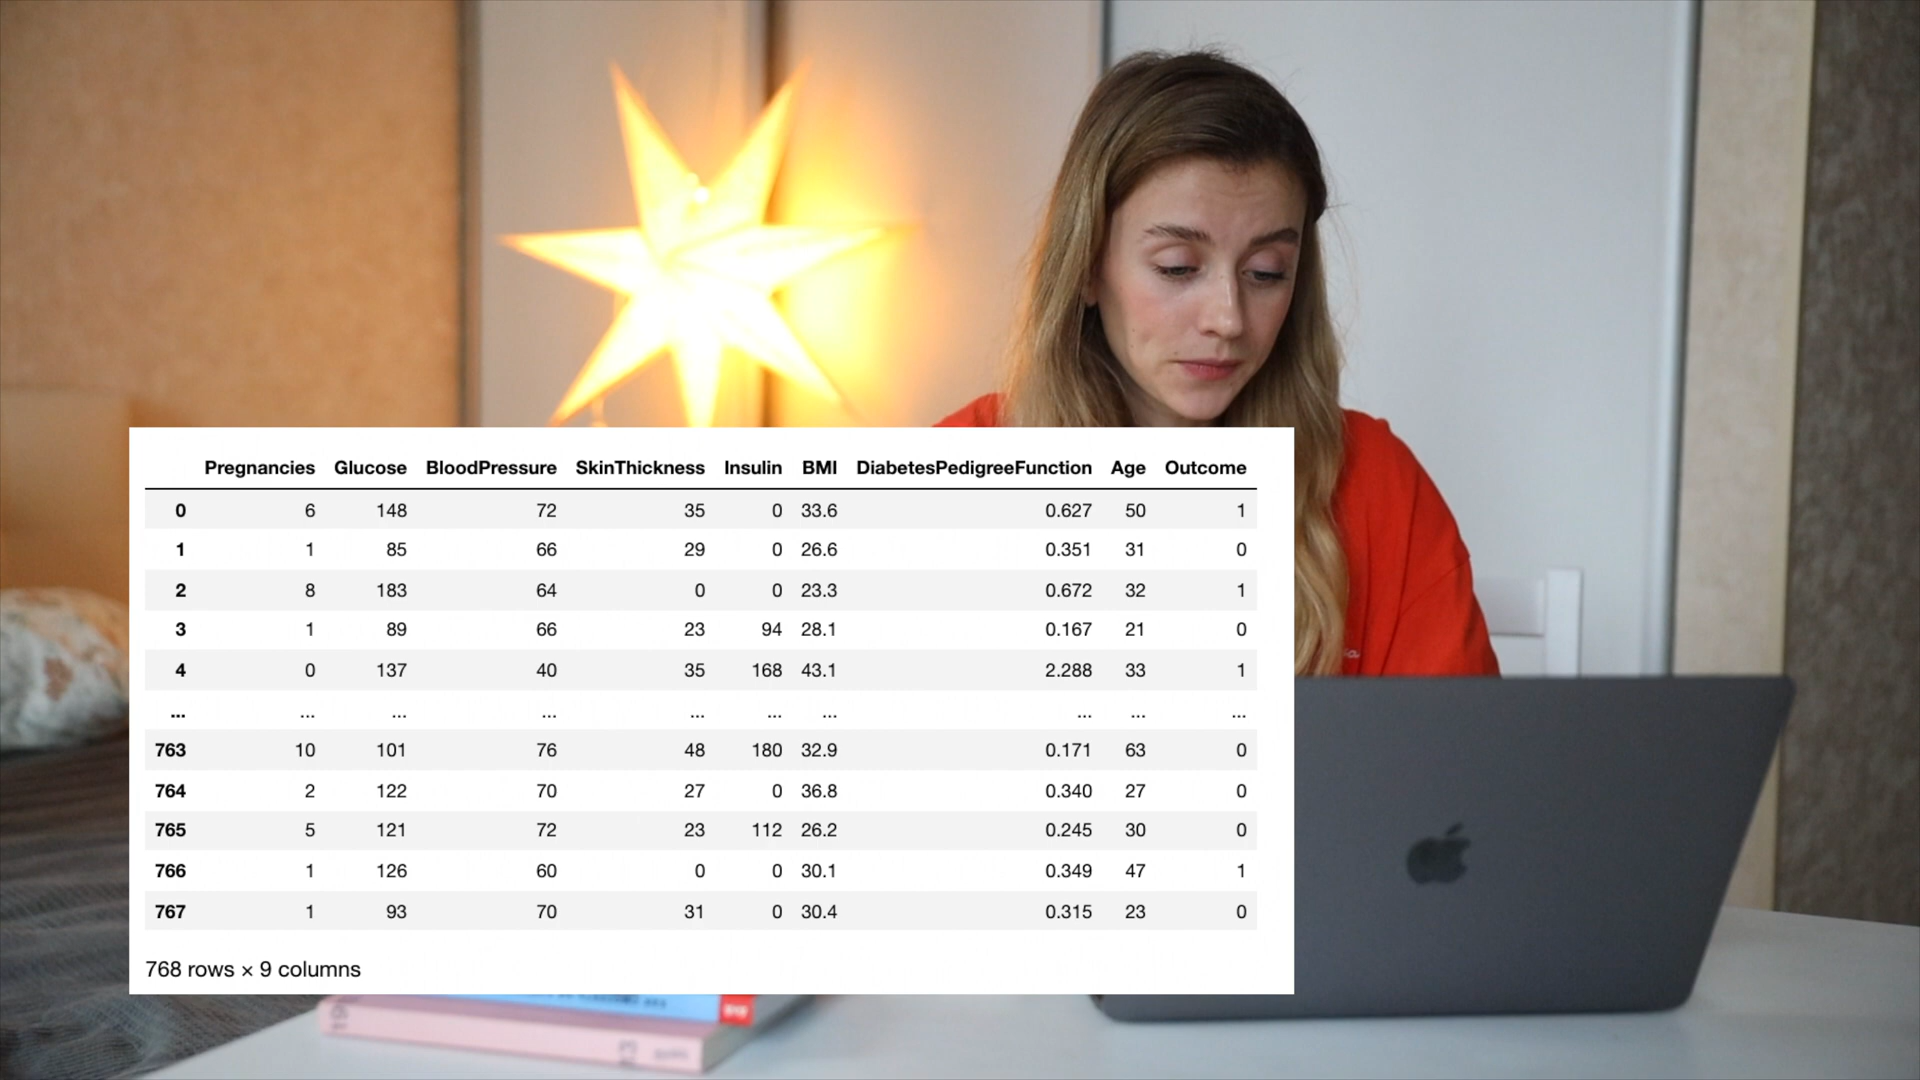 Pregnancies Glucose BloodPressure SkinThickness Insulin BMI DiabetesPedigreeFunction Age Outcome
0 6 148 72 35 0 33.6 0.627 50 1
1 1 85 66 29 0 26.6 0.351 31 0
2 8 183 64 0 0 23.3 0.672 32 1
3 1 89 66 23 94 28.1 0.167 21 0
4 0 137 40 35 168 43.1 2.288 33 1
... ... ... ... ... ... ... ... ... ...
763 10 101 76 48 180 32.9 0.171 63 0
764 2 122 70 27 0 36.8 0.340 27 0
765 5 121 72 23 112 26.2 0.245 30 0
766 1 126 60 0 0 30.1 0.349 47 1
767 1 93 70 31 0 30.4 0.315 23 0
768 rows × 9 columns